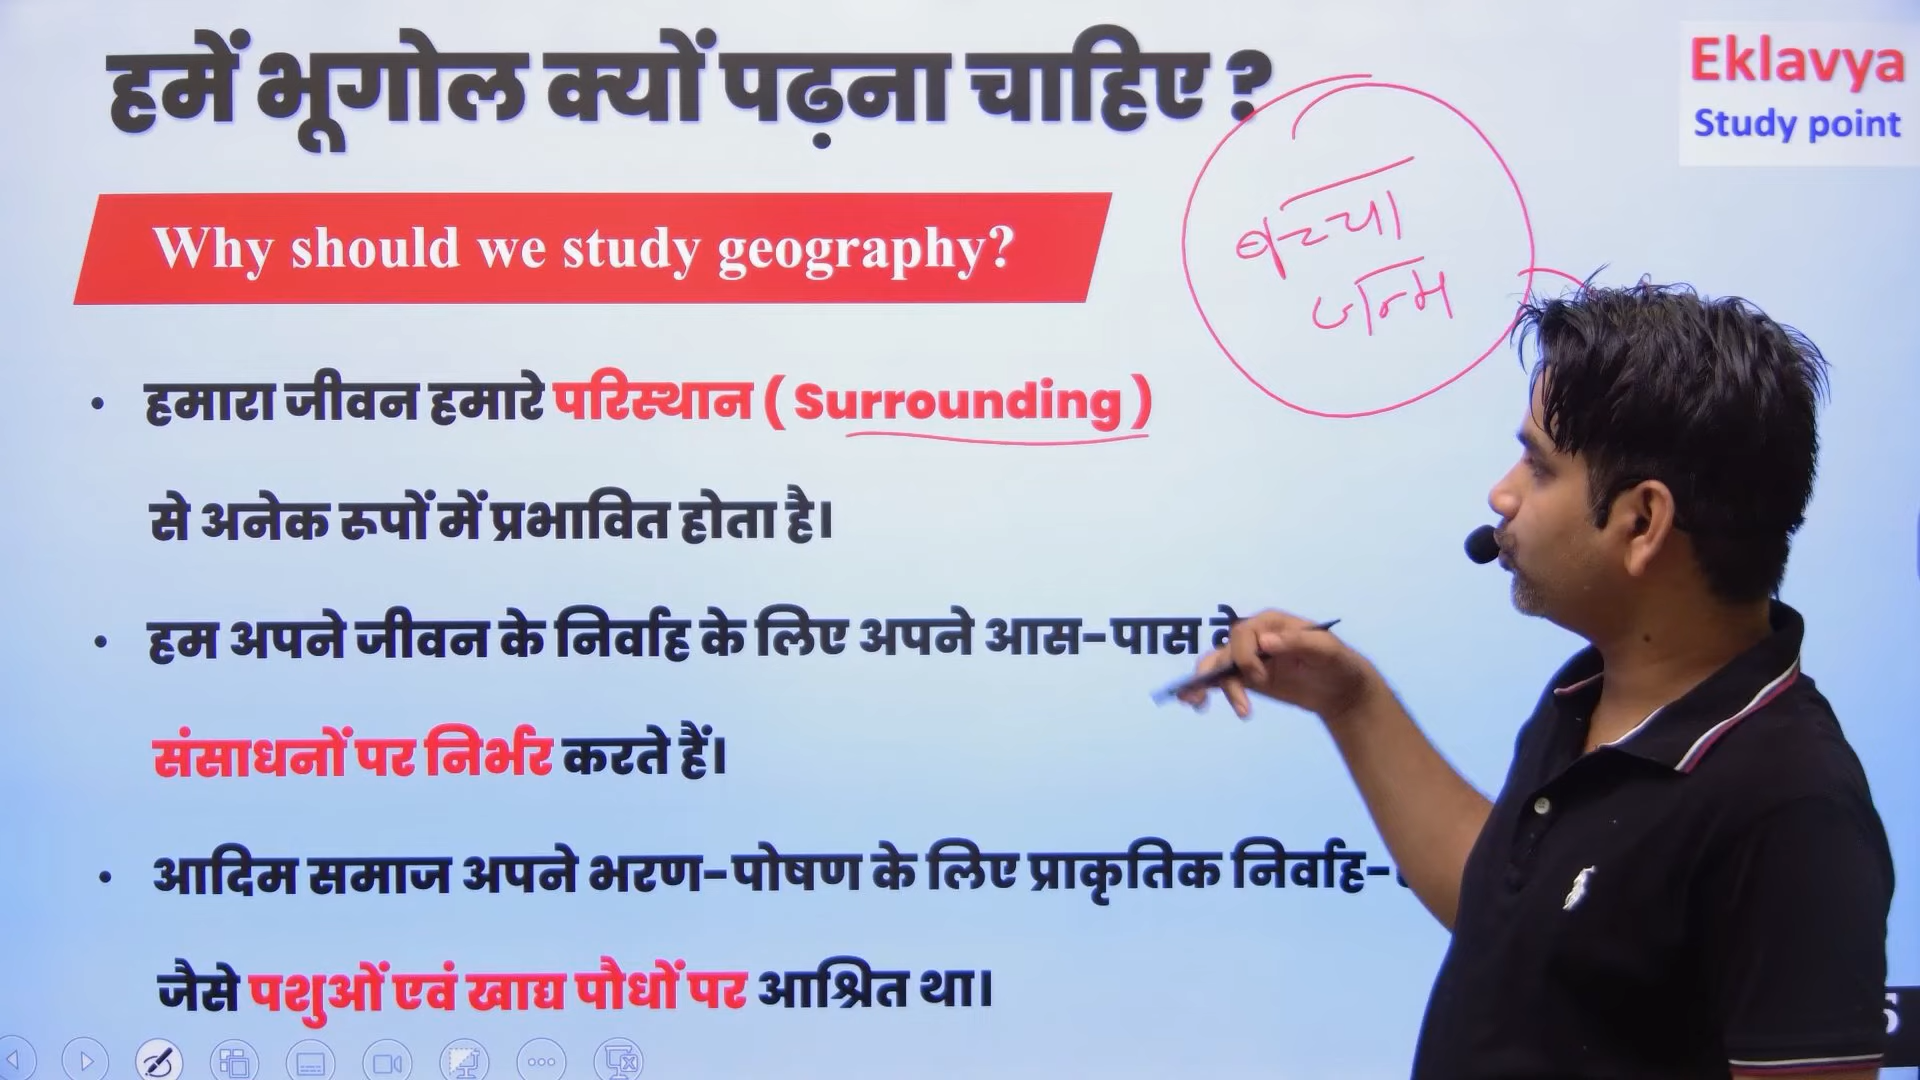 हमें भूगोल क्यों पढ़ना चाहिए ?
Eklavya
Study point
Why should we study geography?
बच्चा
जन्म
हमारा जीवन हमारे परिस्थान ( Surrounding )
से अनेक रूपों में प्रभावित होता है।
हम अपने जीवन के निर्वाह के लिए अपने आस-पास के
संसाधनों पर निर्भर करते हैं।
आदिम समाज अपने भरण-पोषण के लिए प्राकृतिक निर्वाह-
जैसे पशुओं एवं खाद्य पौधों पर आश्रित था।